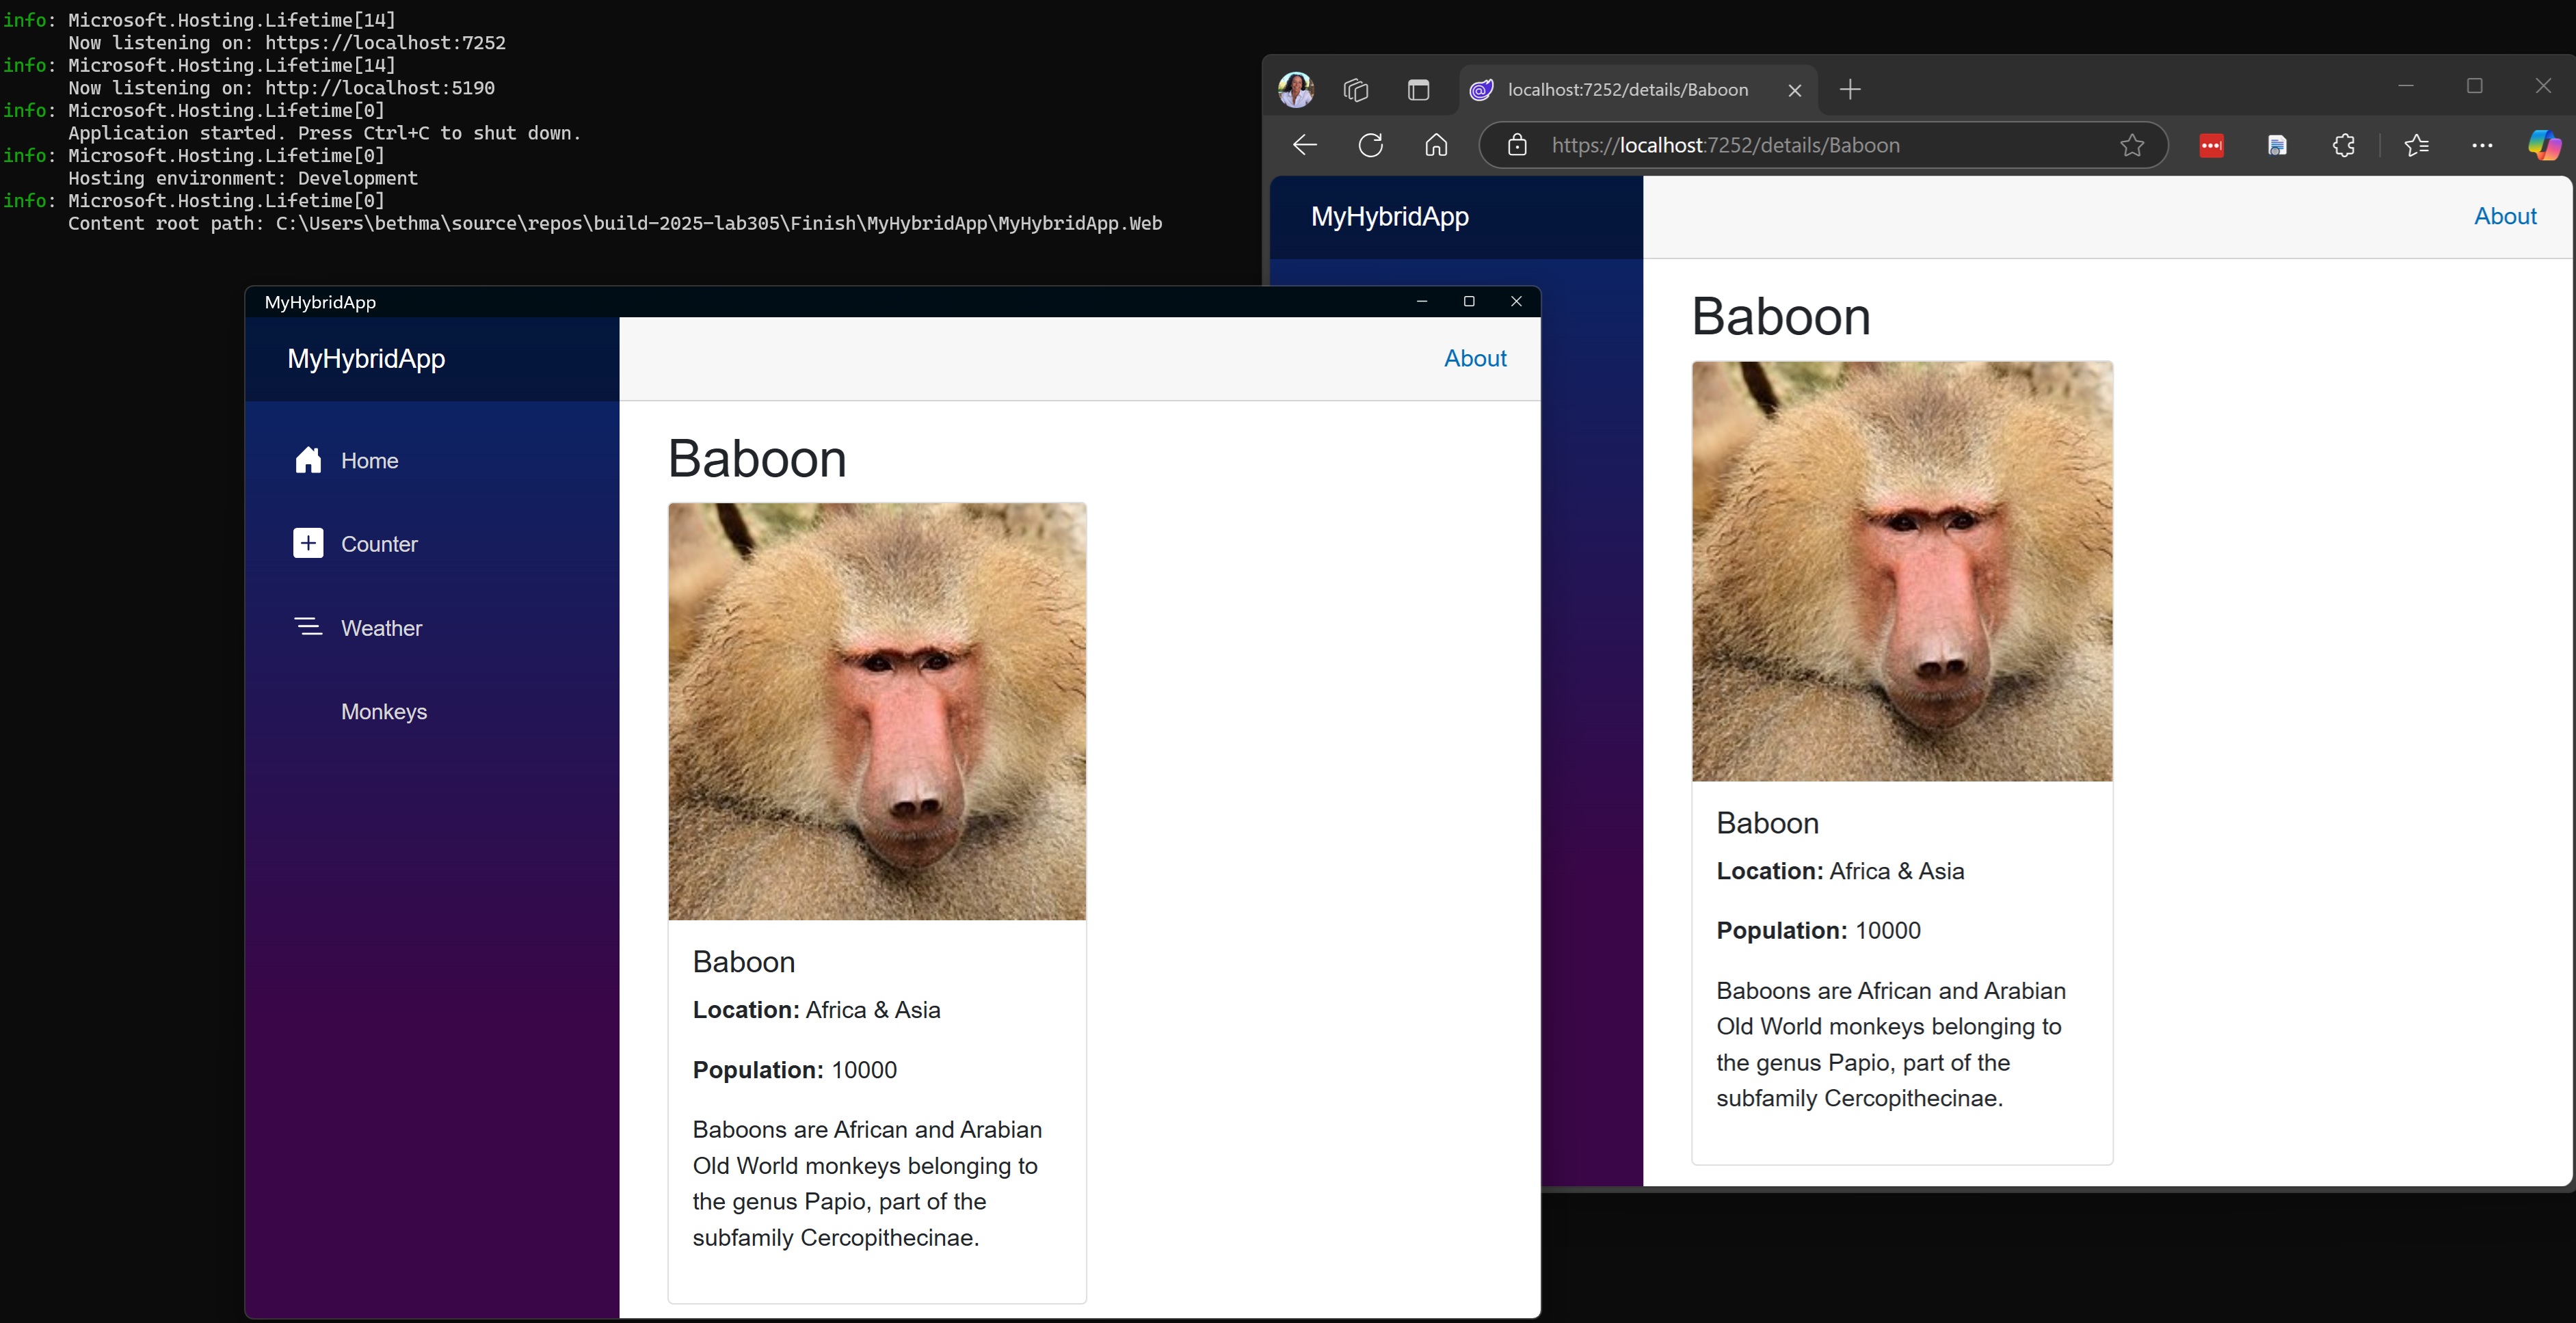 info: Microsoft.Hosting.Lifetime[14]
Now listening on: https://localhost:7252
info: Microsoft.Hosting.Lifetime[14]
Now listening on: http://localhost:5190
info: Microsoft.Hosting.Lifetime[0]
Application started. Press Ctrl+C to shut down.
info: Microsoft.Hosting.Lifetime[0]
Hosting environment: Development
info: Microsoft.Hosting.Lifetime[0]
Content root path: C:\Users\bethma\source\repos\build-2025-lab305\Finish\MyHybridApp\MyHybridApp.Web
MyHybridApp
MyHybridApp
About
Home
Counter
Weather
Monkeys
Baboon
Baboon
Location: Africa & Asia
Population: 10000
Baboons are African and Arabian
Old World monkeys belonging to
the genus Papio, part of the
subfamily Cercopithecinae.
localhost:7252/details/Baboon
https://localhost:7252/details/Baboon
MyHybridApp
About
Baboon
Baboon
Location: Africa & Asia
Population: 10000
Baboons are African and Arabian
Old World monkeys belonging to
the genus Papio, part of the
subfamily Cercopithecinae.